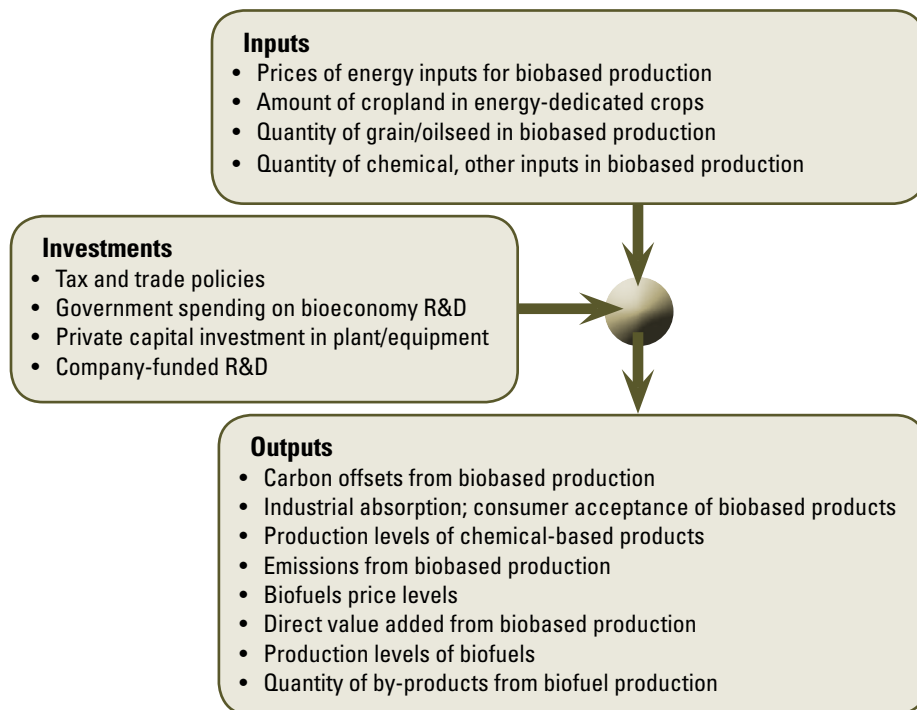 Inputs
• Prices of energy inputs for biobased production
• Amount of cropland in energy-dedicated crops
• Quantity of grain/oilseed in biobased production
• Quantity of chemical, other inputs in biobased production
Investments
• Tax and trade policies
• Government spending on bioeconomy R&D
• Private capital investment in plant/equipment
• Company-funded R&D
Outputs
• Carbon offsets from biobased production
• Industrial absorption; consumer acceptance of biobased products
• Production levels of chemical-based products
• Emissions from biobased production
• Biofuels price levels
• Direct value added from biobased production
• Production levels of biofuels
• Quantity of by-products from biofuel production